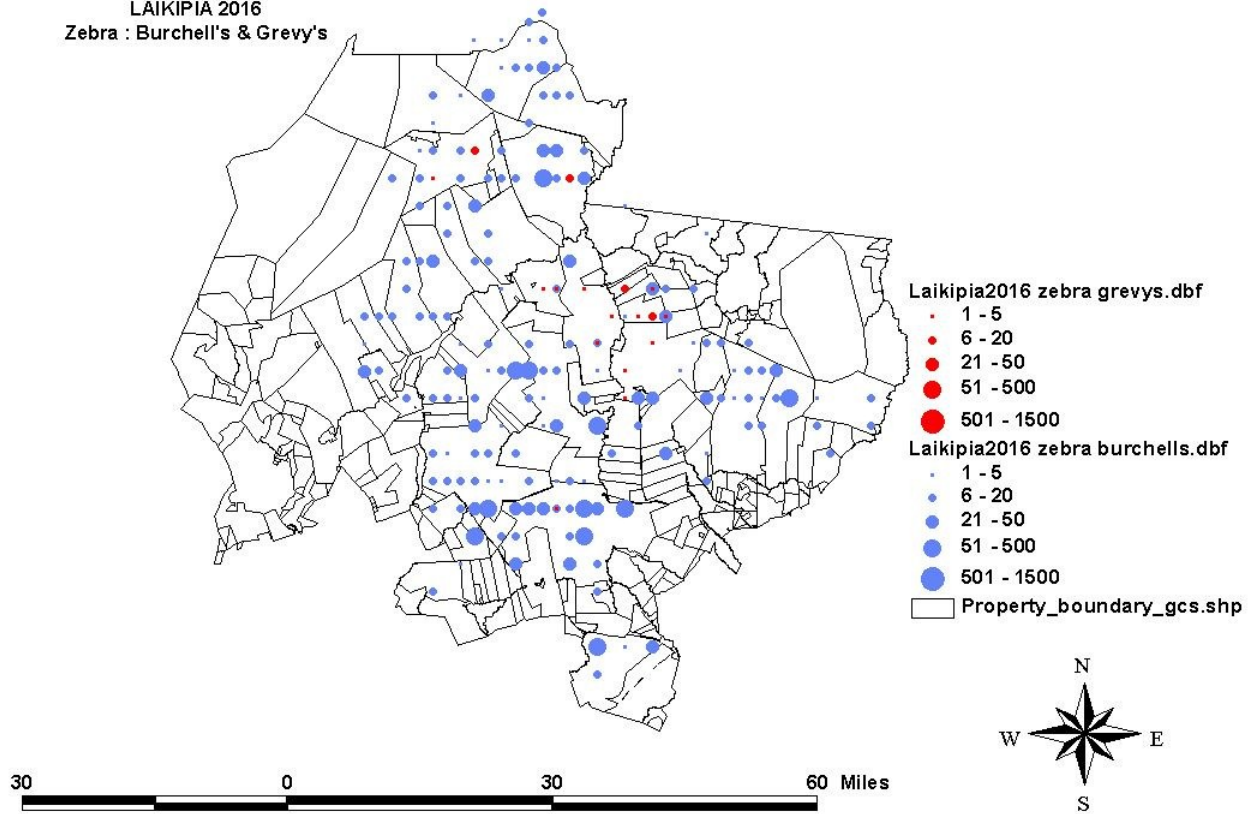 LAIKIPIA 2016
Zebra : Burchell's & Grevy's
Laikipia2016 zebra grevys.dbf
1 - 5
6 - 20
21 - 50
51 - 500
501 - 1500
Laikipia2016 zebra burchells.dbf
1 - 5
6 - 20
21 - 50
51 - 500
501 - 1500
Property_boundary_gcs.shp
N
W E
S
30 0 30 60 Miles